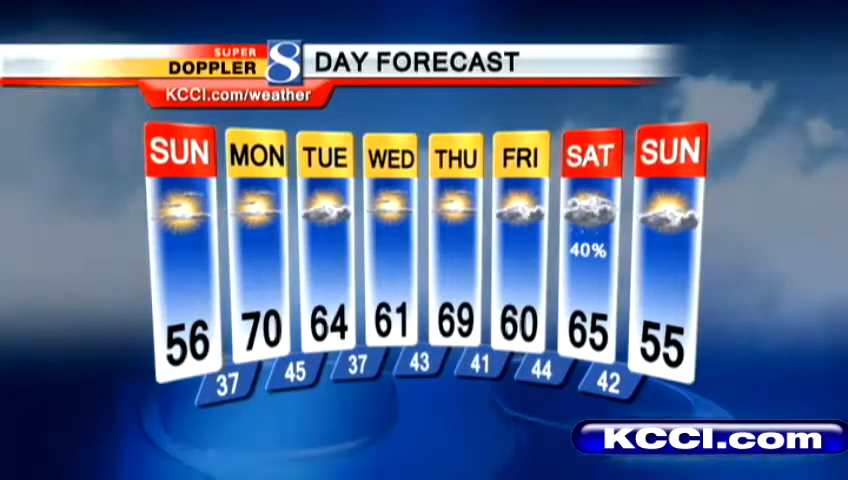 SUPER
DOPPLER 8 DAY FORECAST
KCCI.com/weather
SUN MON TUE WED THU FRI SAT SUN
40%
56 70 64 61 69 60 65 55
37 45 37 43 41 44 42
KCCI.com